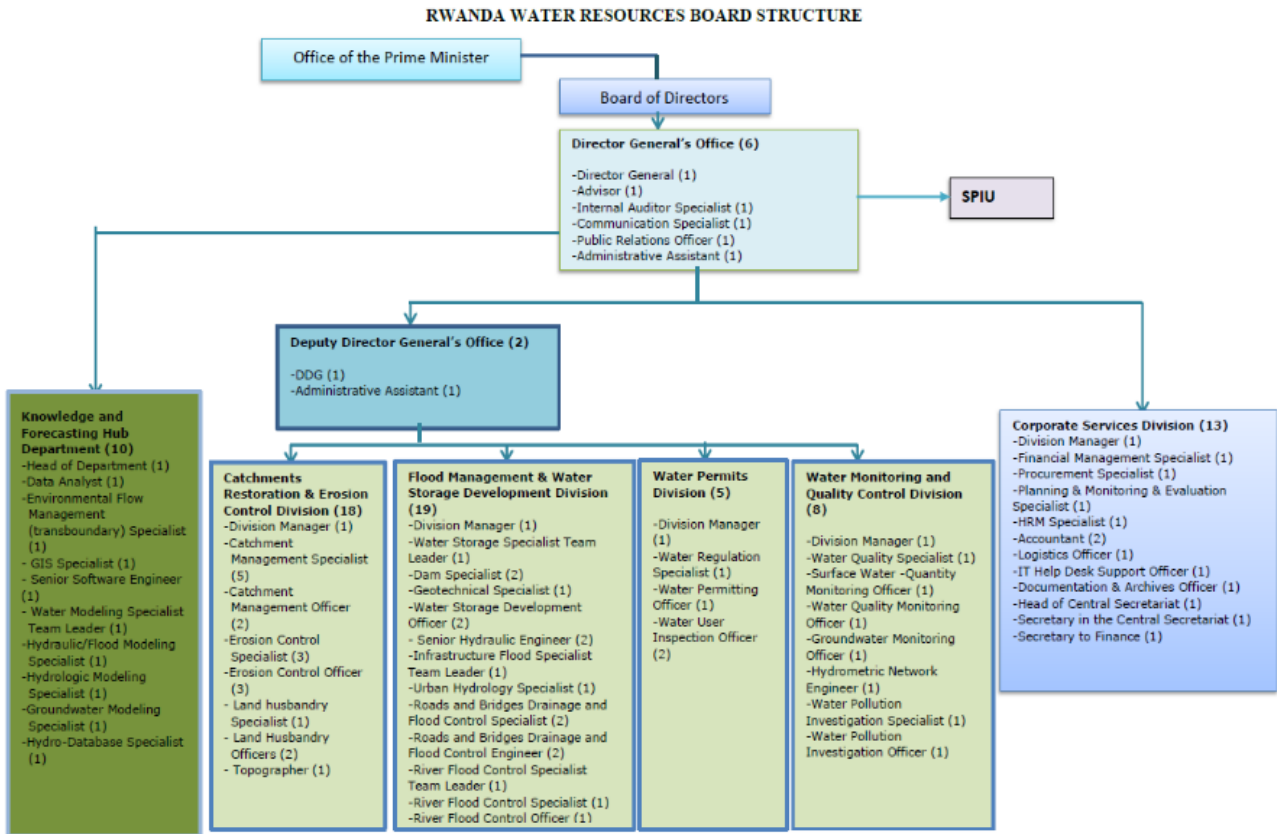 RWANDA WATER RESOURCES BOARD STRUCTURE
Office of the Prime Minister
Board of Directors
Director General's Office (6)
-Director General (1)
-Advisor (1)
-Internal Auditor Specialist (1)
-Communication Specialist (1)
-Public Relations Officer (1)
-Administrative Assistant (1)
SPIU
Deputy Director General's Office (2)
-DDG (1)
-Administrative Assistant (1)
Knowledge and
Forecasting Hub
Department (10)
-Head of Department (1)
-Data Analyst (1)
-Environmental Flow
Management
(transboundary) Specialist
(1)
- GIS Specialist (1)
- Senior Software Engineer
(1)
- Water Modeling Specialist
Team Leader (1)
-Hydraulic/Flood Modeling
Specialist (1)
-Hydrologic Modeling
Specialist (1)
-Groundwater Modeling
Specialist (1)
-Hydro-Database Specialist
(1)
Catchments
Restoration & Erosion
Control Division (18)
-Division Manager (1)
-Catchment
Management Specialist
(5)
-Catchment
Management Officer
(2)
-Erosion Control
Specialist (3)
-Erosion Control Officer
(3)
- Land husbandry
Specialist (1)
- Land Husbandry
Officers (2)
- Topographer (1)
Flood Management & Water
Storage Development Division
(19)
-Division Manager (1)
-Water Storage Specialist Team
Leader (1)
-Dam Specialist (2)
-Geotechnical Specialist (1)
-Water Storage Development
Officer (2)
- Senior Hydraulic Engineer (2)
-Infrastructure Flood Specialist
Team Leader (1)
-Urban Hydrology Specialist (1)
-Roads and Bridges Drainage and
Flood Control Specialist (2)
-Roads and Bridges Drainage and
Flood Control Engineer (2)
-River Flood Control Specialist
Team Leader (1)
-River Flood Control Specialist (1)
-River Flood Control Officer (1)
Water Permits
Division (5)
-Division Manager
(1)
-Water Regulation
Specialist (1)
-Water Permitting
Officer (1)
-Water User
Inspection Officer
(2)
Water Monitoring and
Quality Control Division
(8)
-Division Manager (1)
-Water Quality Specialist (1)
-Surface Water -Quantity
Monitoring Officer (1)
-Water Quality Monitoring
Officer (1)
-Groundwater Monitoring
Officer (1)
-Hydrometric Network
Engineer (1)
-Water Pollution
Investigation Specialist (1)
-Water Pollution
Investigation Officer (1)
Corporate Services Division (13)
-Division Manager (1)
-Financial Management Specialist (1)
-Procurement Specialist (1)
-Planning & Monitoring & Evaluation
Specialist (1)
-HRM Specialist (1)
-Accountant (2)
-Logistics Officer (1)
-IT Help Desk Support Officer (1)
-Documentation & Archives Officer (1)
-Head of Central Secretariat (1)
-Secretary in the Central Secretariat (1)
-Secretary to Finance (1)